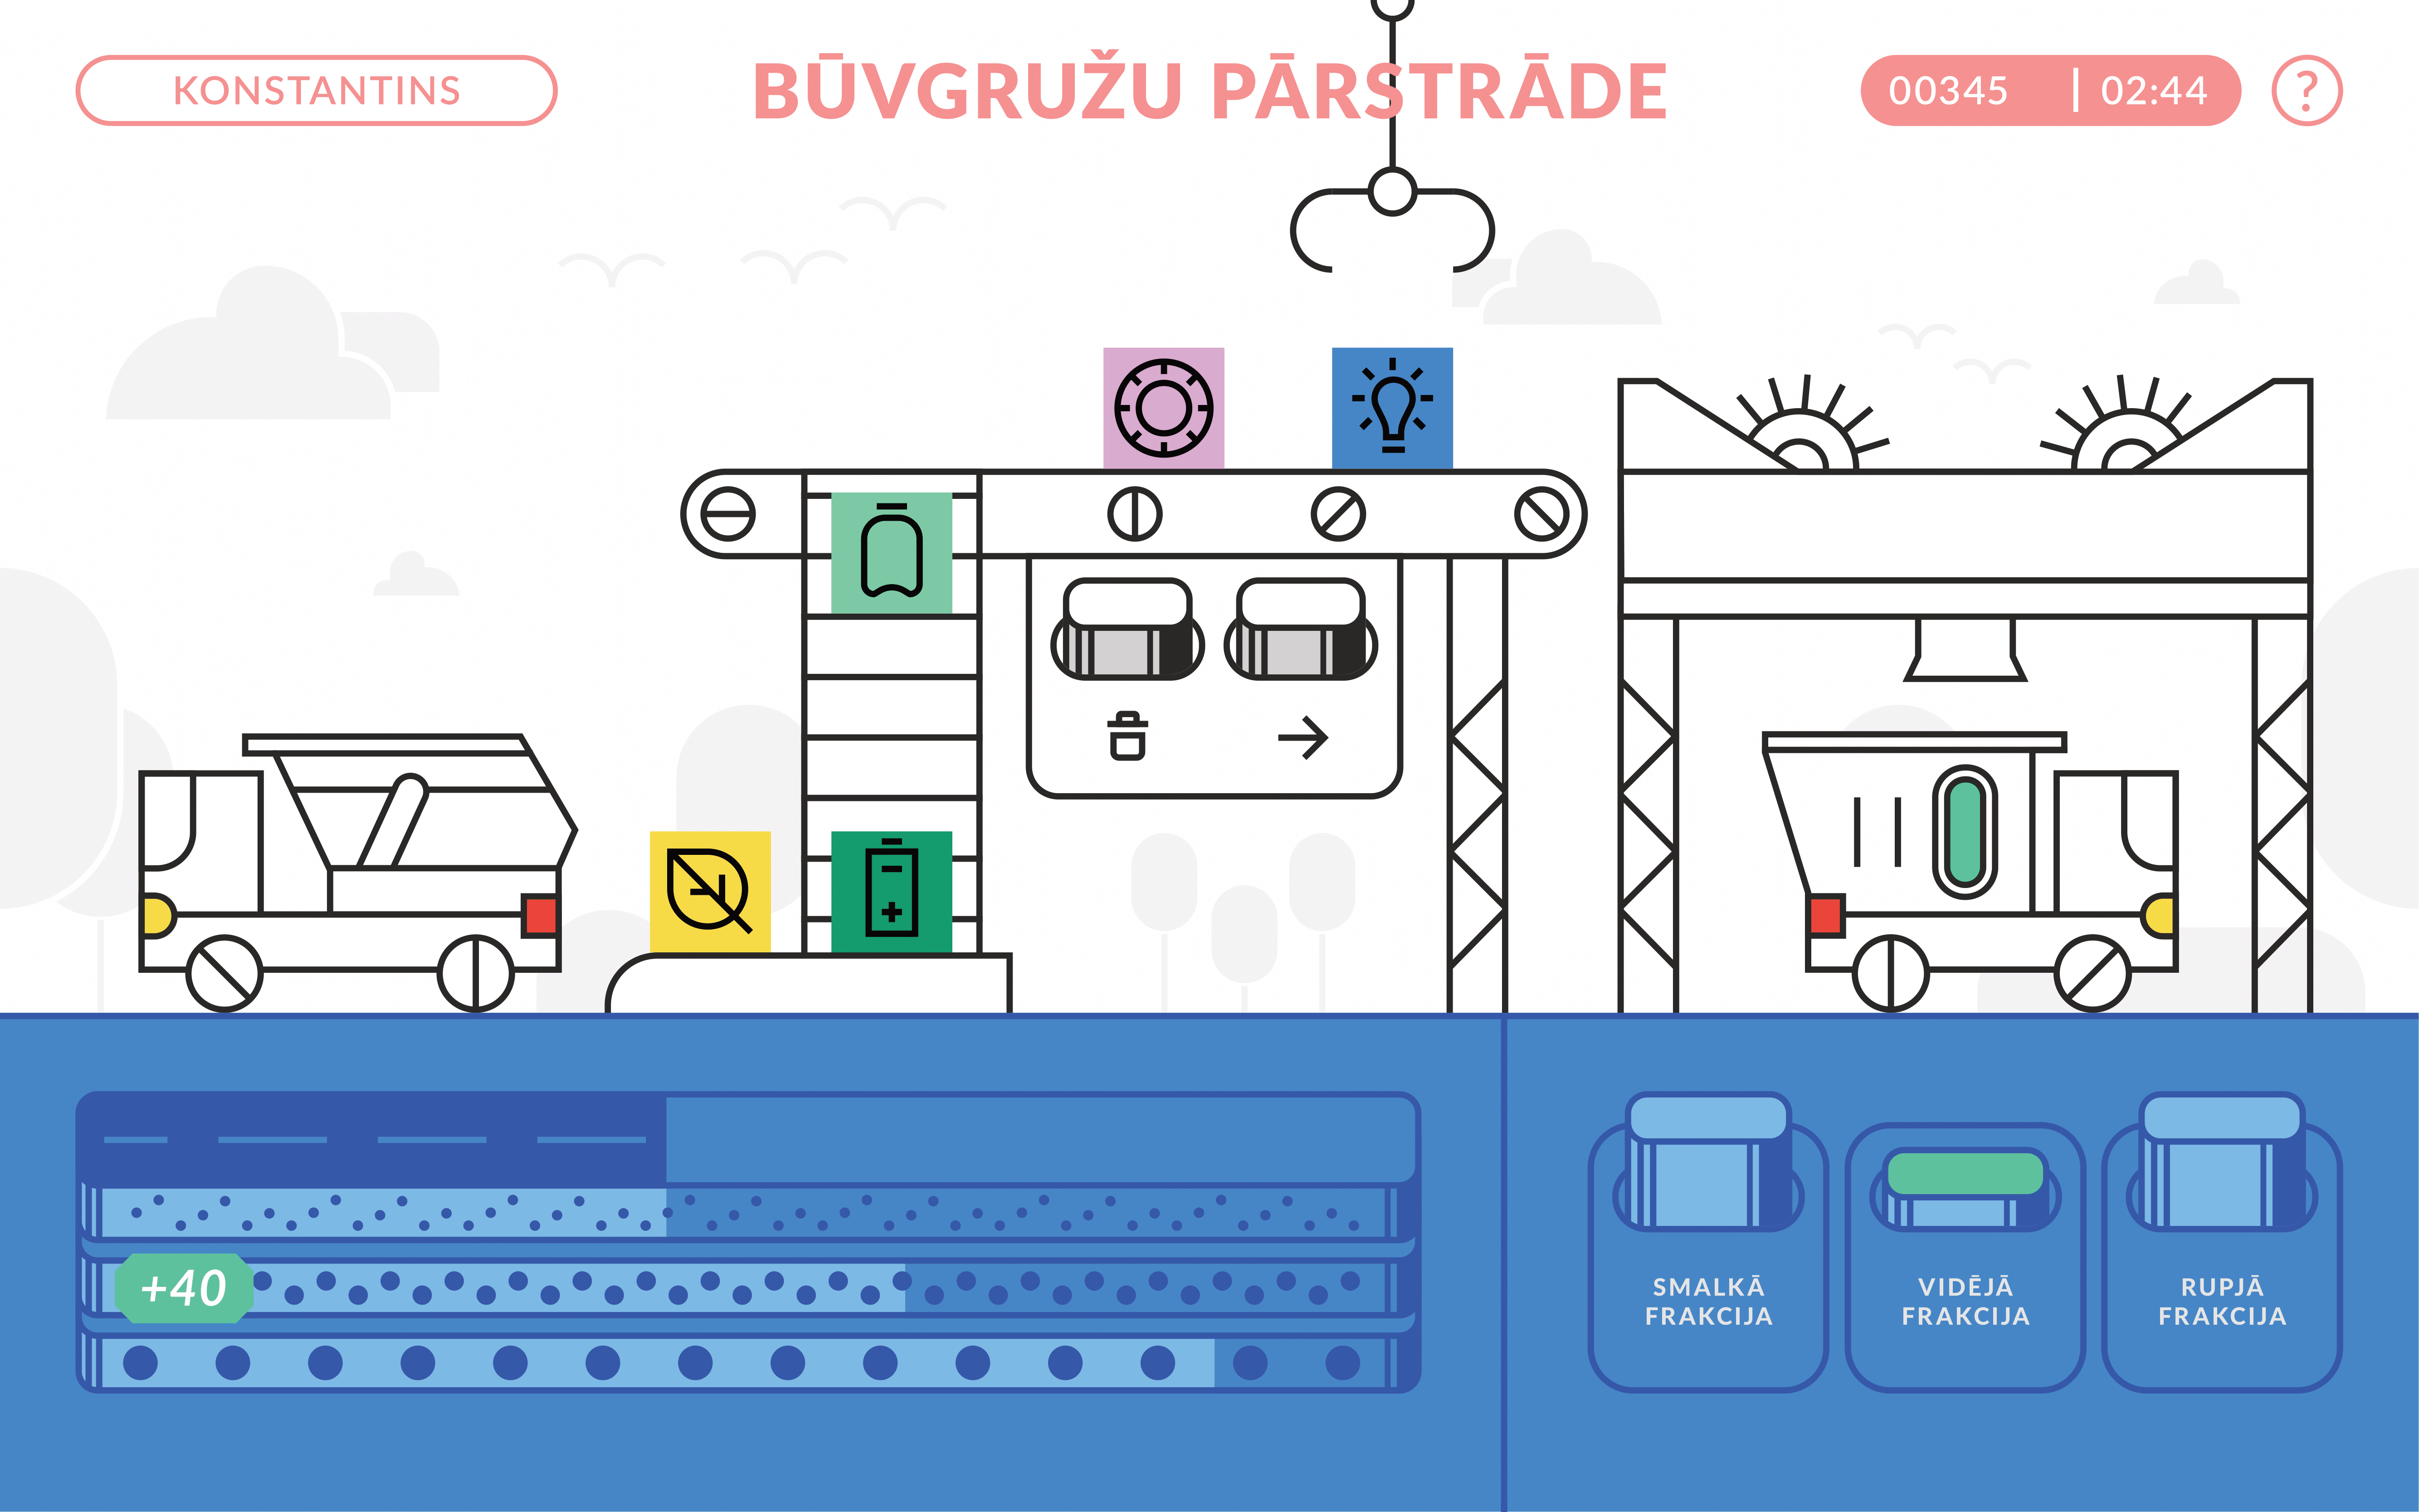 KONSTANTINS
BŪVGRUŽU PĀRSTRĀDE
00345 | 02:44
?
+40
SMALKĀ
FRAKCIJA
VIDĒJĀ
FRAKCIJA
RUPJĀ
FRAKCIJA